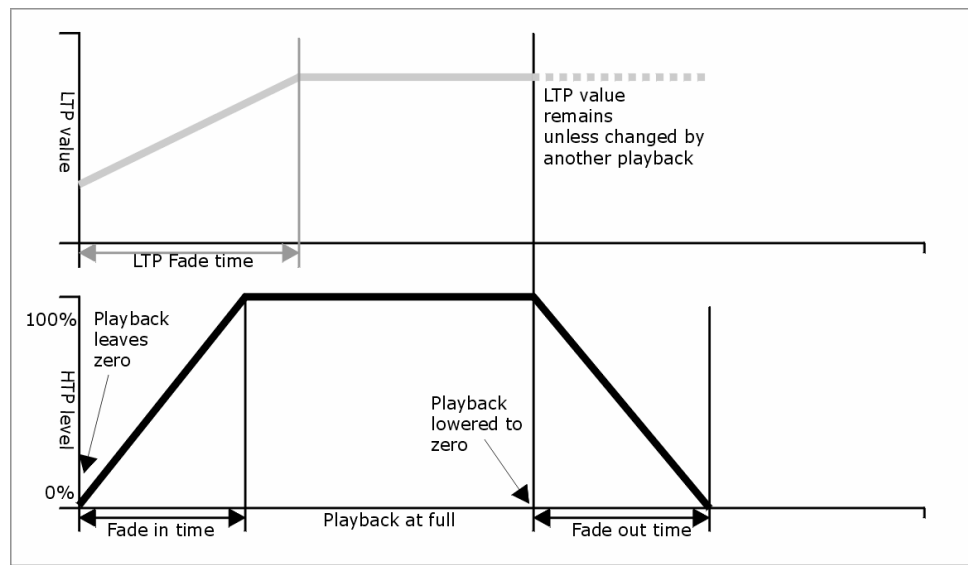 LTP value
LTP value
remains
unless changed by
another playback
LTP Fade time
100%
Playback
leaves
zero
HTP level
Playback
lowered to
zero
0%
Fade in time
Playback at full
Fade out time